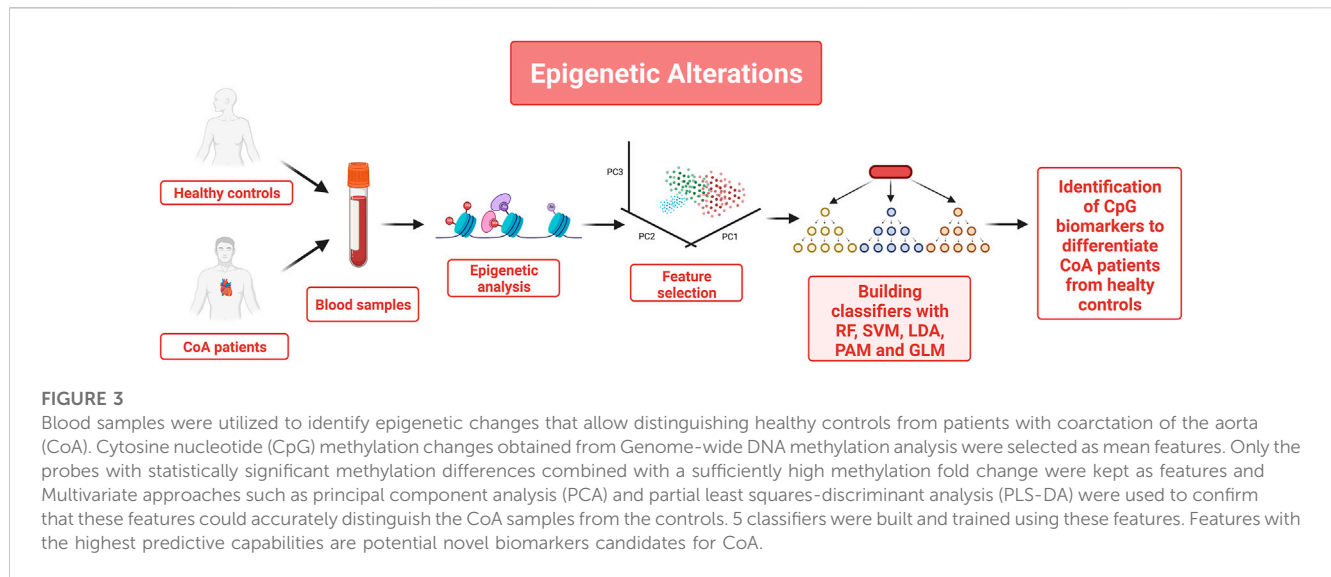 Epigenetic Alterations
Healthy controls
CoA patients
Blood samples
Epigenetic
analysis
PC3
PC2
PC1
Feature
selection
Building
classifiers with
RF, SVM, LDA,
PAM and GLM
Identification
of CpG
biomarkers to
differentiate
CoA patients
from healty
controls
FIGURE 3
Blood samples were utilized to identify epigenetic changes that allow distinguishing healthy controls from patients with coarctation of the aorta
(CoA). Cytosine nucleotide (CpG) methylation changes obtained from Genome-wide DNA methylation analysis were selected as mean features. Only the
probes with statistically significant methylation differences combined with a sufficiently high methylation fold change were kept as features and
Multivariate approaches such as principal component analysis (PCA) and partial least squares-discriminant analysis (PLS-DA) were used to confirm
that these features could accurately distinguish the CoA samples from the controls. 5 classifiers were built and trained using these features. Features with
the highest predictive capabilities are potential novel biomarkers candidates for CoA.